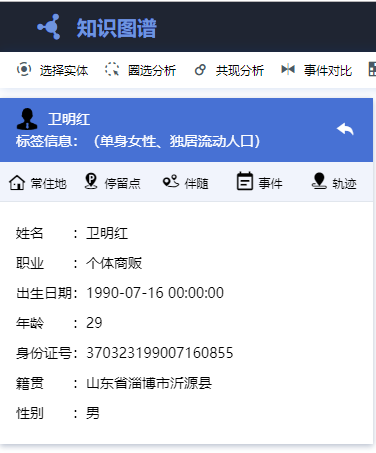 知识图谱
选择实体 圈选分析 共现分析 事件对比
卫明红
标签信息：（单身女性、独居流动人口）
常住地 停留点 伴随 事件 轨迹
姓名：卫明红
职业：个体商贩
出生日期：1990-07-16 00:00:00
年龄：29
身份证号：370323199007160855
籍贯：山东省淄博市沂源县
性别：男